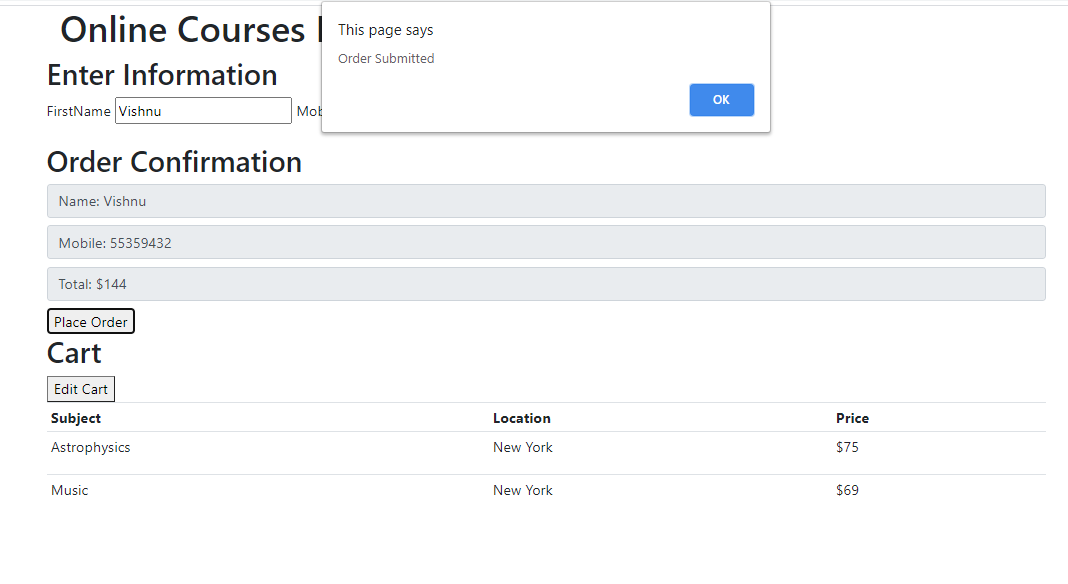 Online Courses
This page says
Order Submitted
OK
Enter Information
FirstName Vishnu
Order Confirmation
Name: Vishnu
Mobile: 55359432
Total: $144
Place Order
Cart
Edit Cart
Subject Location Price
Astrophysics New York $75
Music New York $69